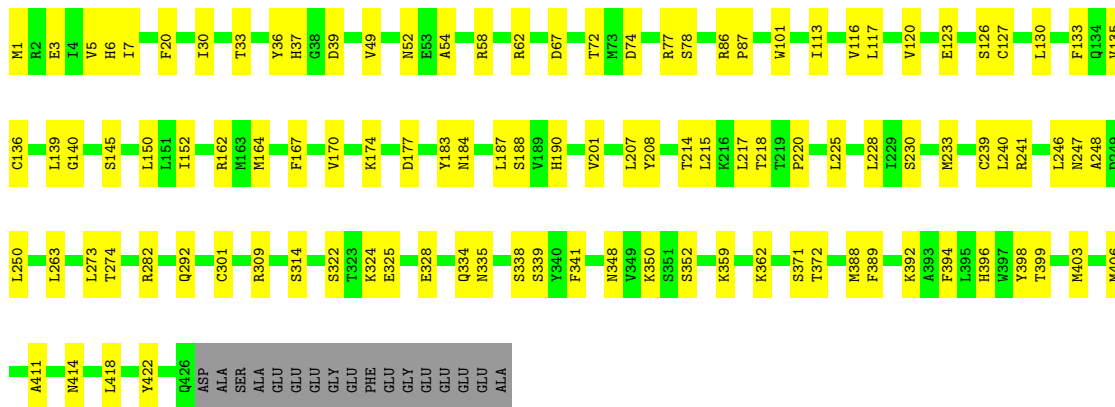 M1 R2 E3 I4 V5 H6 I7 F20 I30 T33 Y36 H37 G38 D39 V49 N52 E53 A54 R58 R62 D67 T72 M73 D74 R77 S78 R86 P87 W101 I113 V116 L117 V120 E123 S126 C127 L130 F133 Q134
C136 L139 G140 S145 L150 L151 I152 R162 M163 M164 F167 V170 K174 D177 Y183 N184 L187 S188 V189 H190 V201 L207 Y208 T214 L215 K216 L217 T218 T219 P220 L225 L228 I229 S230 M233 C239 L240 R241 L246 N247 A248
L250 L263 L273 T274 R282 Q292 C301 R309 S314 S322 T323 K324 E325 E328 Q334 N335 S338 S339 Y340 F341 N348 V349 K350 S351 S352 K359 K362 S371 T372 M388 F389 K392 A393 F394 L395 H396 W397 Y398 T399 M403
A411 N414 L418 Y422 Q426 ASP ALA SER ALA GLU GLU GLU GLY GLU PHE GLU GLY GLU GLU GLU GLU ALA